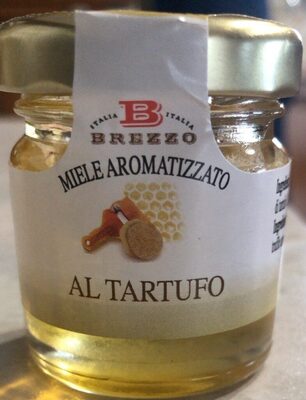 ITALIA B ITALIA
BREZZO
MIELE AROMATIZZATO
AL TARTUFO